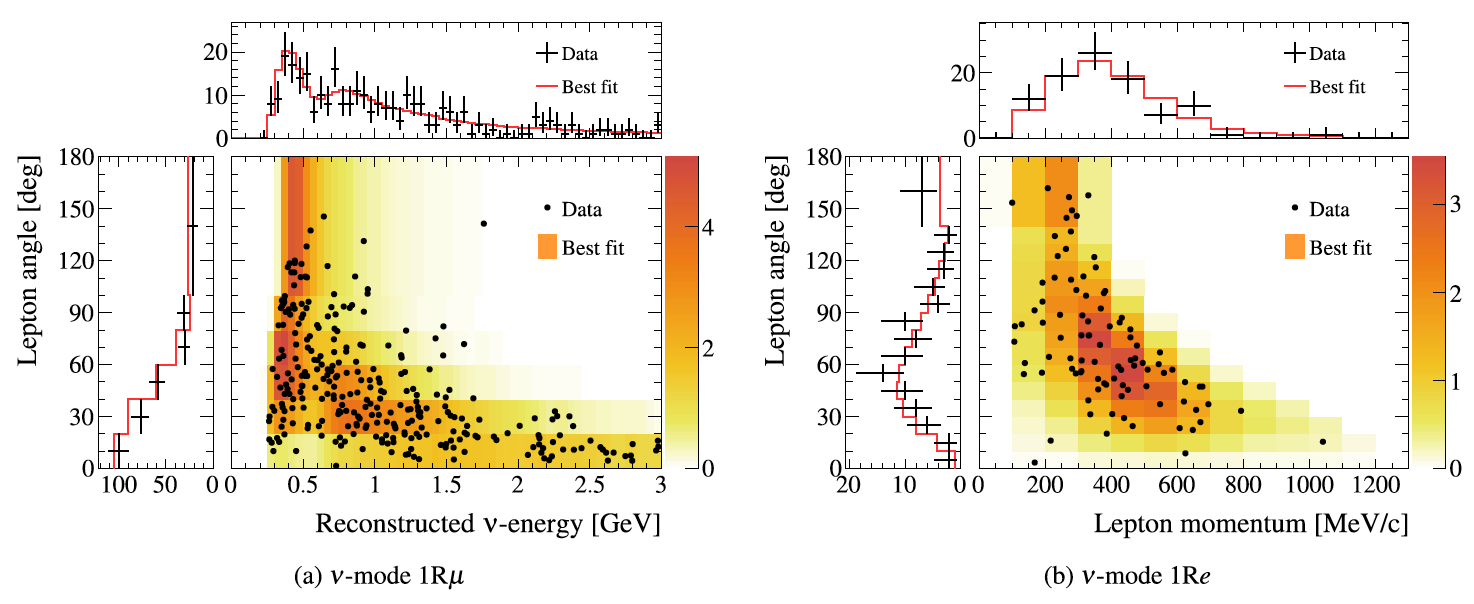 20
10
0
Data
Best fit
180
150
120
90
60
30
0
Lepton angle [deg]
100 50 0
Data
Best fit
4
2
0
0 0.5 1 1.5 2 2.5 3
Reconstructed ν-energy [GeV]
(a) ν-mode 1Rμ
20
0
Data
Best fit
180
150
120
90
60
30
0
Lepton angle [deg]
20 10 0
Data
Best fit
3
2
1
0
0 200 400 600 800 1000 1200
Lepton momentum [MeV/c]
(b) ν-mode 1Re